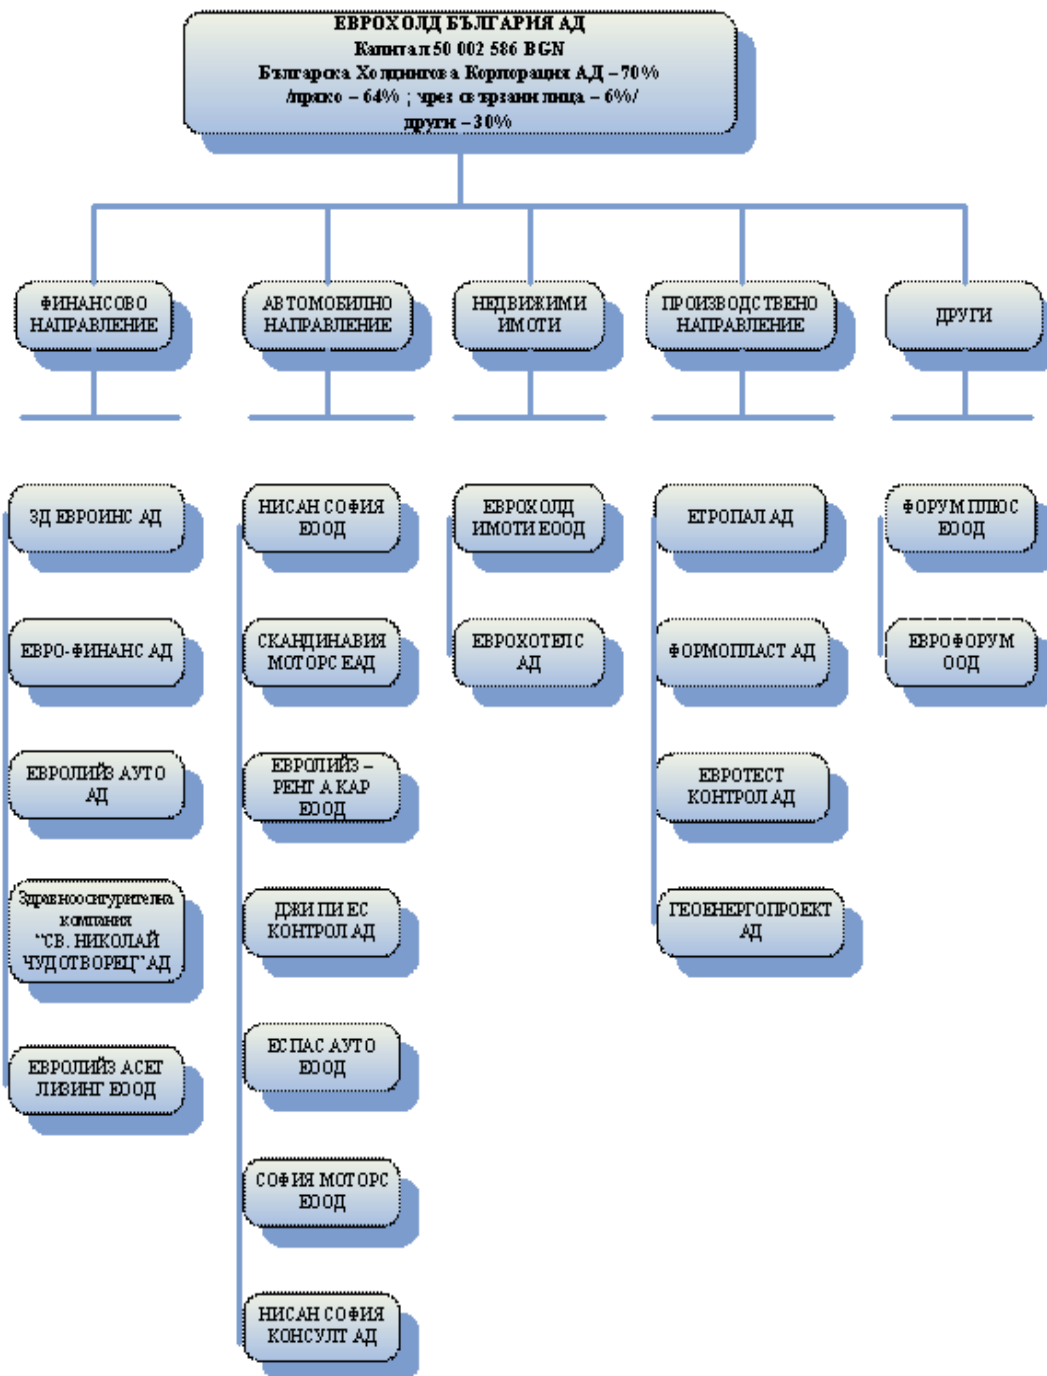 ЕВРОХОЛД БЪЛГАРИЯ АД
Капитал 50 002 586 BGN
Българска Холдингова Корпорация АД – 70%
/пряко – 64% ; чрез свързани лица – 6%/
други – 30%
ФИНАНСОВО
НАПРАВЛЕНИЕ
АВТОМОБИЛНО
НАПРАВЛЕНИЕ
НЕДВИЖИМИ
ИМОТИ
ПРОИЗВОДСТВЕНО
НАПРАВЛЕНИЕ
ДРУГИ
ЗД ЕВРОИНС АД
ЕВРО-ФИНАНС АД
ЕВРОЛИЙЗ АУТО
АД
Здравноосигурителна
компания
“СВ. НИКОЛАЙ
ЧУДОТВОРЕЦ” АД
ЕВРОЛИЙЗ АСЕТ
ЛИЗИНГ ЕООД
НИСАН СОФИЯ
ЕООД
СКАНДИНАВИЯ
МОТОРС ЕАД
ЕВРОЛИЙЗ –
РЕНТ А КАР
ЕООД
ДЖИ ПИ ЕС
КОНТРОЛ АД
ЕСПАС АУТО
ЕООД
СОФИЯ МОТОРС
ЕООД
НИСАН СОФИЯ
КОНСУЛТ АД
ЕВРОХОЛД
ИМОТИ ЕООД
ЕВРОХОТЕЛС
АД
ЕТРОПАЛ АД
ФОРМОПЛАСТ АД
ЕВРОТЕСТ
КОНТРОЛ АД
ГЕОЕНЕРГОПРОЕКТ
АД
ФОРУМ ПЛЮС
ЕООД
ЕВРОФОРУМ
ООД